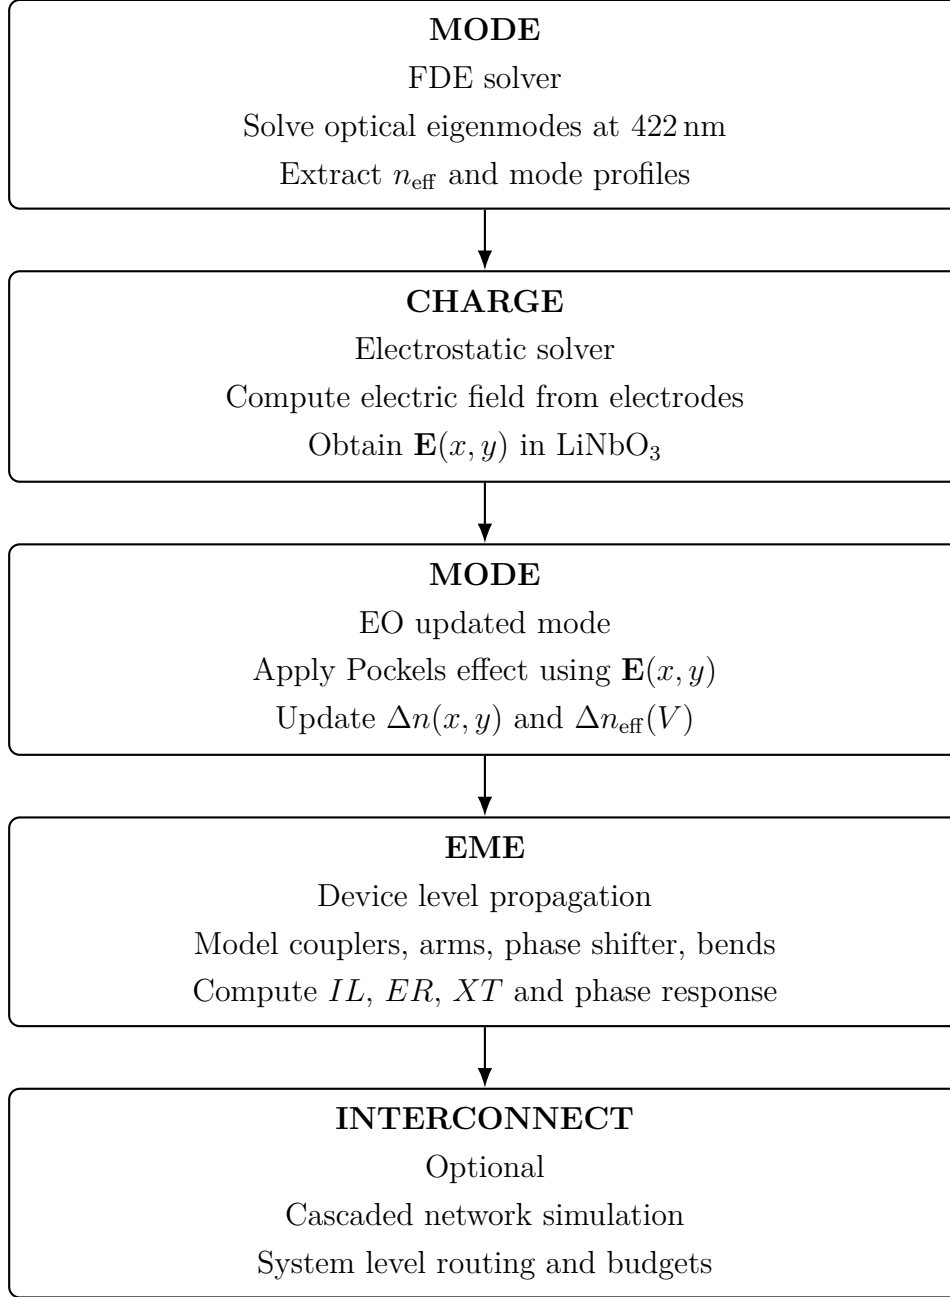 MODE
FDE solver
Solve optical eigenmodes at 422 nm
Extract n_eff and mode profiles
CHARGE
Electrostatic solver
Compute electric field from electrodes
Obtain E(x, y) in LiNbO₃
MODE
EO updated mode
Apply Pockels effect using E(x, y)
Update Δn(x, y) and Δn_eff(V)
EME
Device level propagation
Model couplers, arms, phase shifter, bends
Compute IL, ER, XT and phase response
INTERCONNECT
Optional
Cascaded network simulation
System level routing and budgets